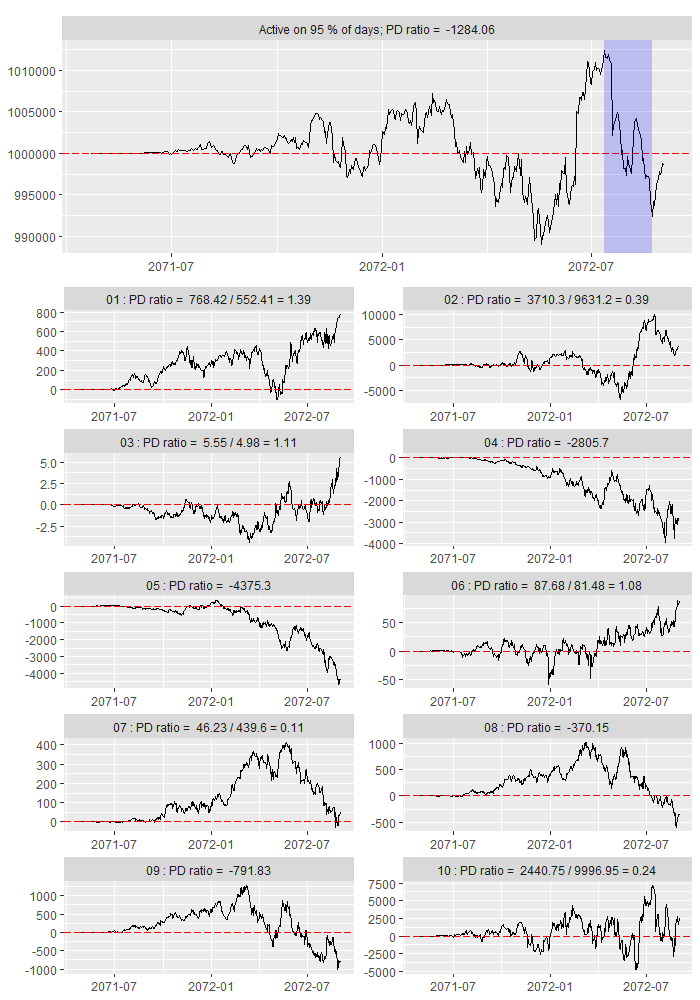 Active on 95 % of days; PD ratio =  -1284.06
1010000
1005000
1000000
995000
990000
2071-07 2072-01 2072-07
01 : PD ratio =  768.42 / 552.41 = 1.39
800
600
400
200
0
2071-07 2072-01 2072-07
02 : PD ratio =  3710.3 / 9631.2 = 0.39
10000
5000
0
-5000
2071-07 2072-01 2072-07
03 : PD ratio =  5.55 / 4.98 = 1.11
5.0
2.5
0.0
-2.5
2071-07 2072-01 2072-07
04 : PD ratio =  -2805.7
0
-1000
-2000
-3000
-4000
2071-07 2072-01 2072-07
05 : PD ratio =  -4375.3
0
-1000
-2000
-3000
-4000
2071-07 2072-01 2072-07
06 : PD ratio =  87.68 / 81.48 = 1.08
50
0
-50
2071-07 2072-01 2072-07
07 : PD ratio =  46.23 / 439.6 = 0.11
400
300
200
100
0
2071-07 2072-01 2072-07
08 : PD ratio =  -370.15
1000
500
0
-500
2071-07 2072-01 2072-07
09 : PD ratio =  -791.83
1000
500
0
-500
-1000
2071-07 2072-01 2072-07
10 : PD ratio =  2440.75 / 9996.95 = 0.24
7500
5000
2500
0
-2500
-5000
2071-07 2072-01 2072-07